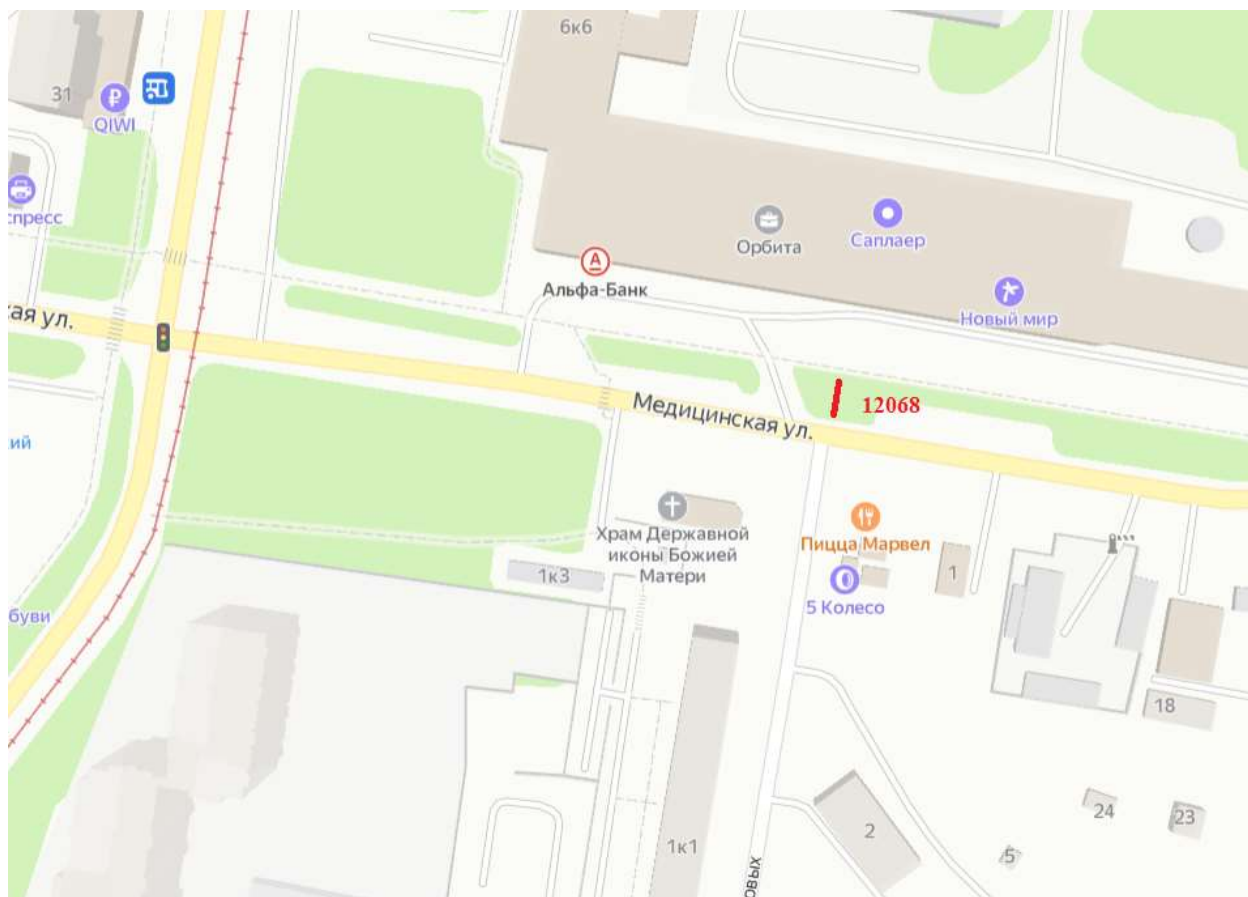 6к6
31
QIWI
спресс
Орбита
Саплаер
Альфа-Банк
Новый мир
кая ул.
12068
Медицинская ул.
ий
Храм Державной
иконы Божией
Матери
Пицца Марвел
1
1к3
5 Колесо
буви
18
24
23
2
5
1к1
овых